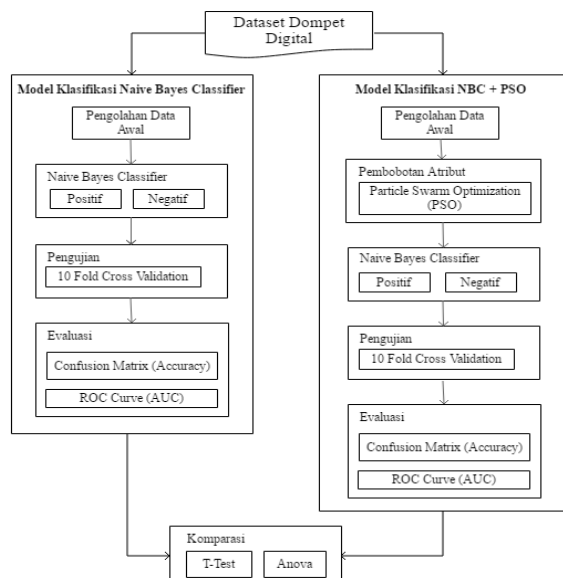 Dataset Dompet
Digital
Model Klasifikasi Naive Bayes Classifier
Pengolahan Data
Awal
Naive Bayes Classifier
Positif
Negatif
Pengujian
10 Fold Cross Validation
Evaluasi
Confusion Matrix (Accuracy)
ROC Curve (AUC)
Model Klasifikasi NBC + PSO
Pengolahan Data
Awal
Pembobotan Atribut
Particle Swarm Optimization
(PSO)
Naive Bayes Classifier
Positif
Negatif
Pengujian
10 Fold Cross Validation
Evaluasi
Confusion Matrix (Accuracy)
ROC Curve (AUC)
Komparasi
T-Test
Anova